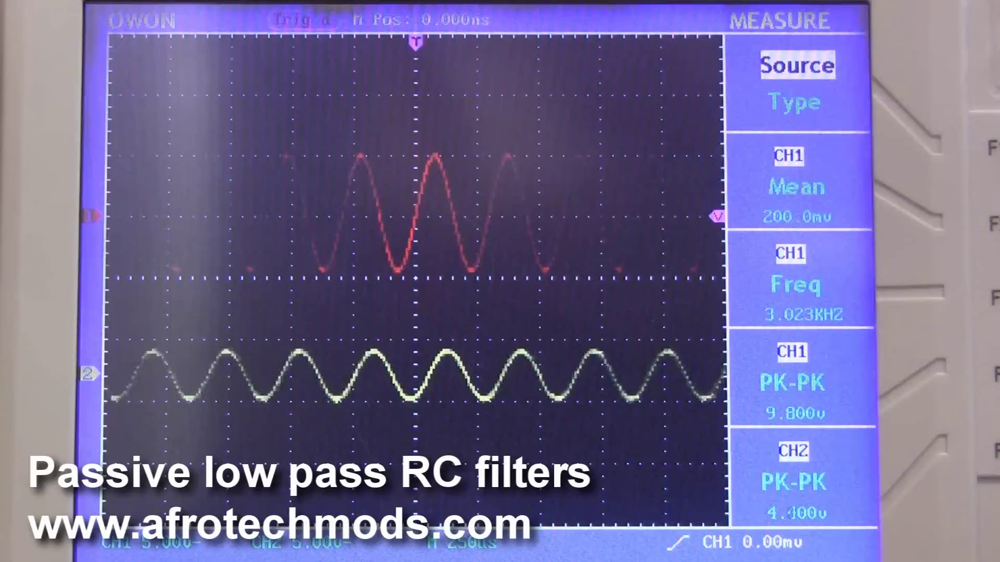 OWON Trig'd M Pos: 0.000ns MEASURE
T
Source
Type
CH1
Mean
200.0mv
CH1
Freq
3.023KHZ
CH1
PK-PK
9.800v
CH2
PK-PK
V
1
2
F
F
F
F
F
Passive low pass RC filters
www.afrotechmods.com
CH1 5.00v- CH2 5.00v- M 250us CH1 0.00mv